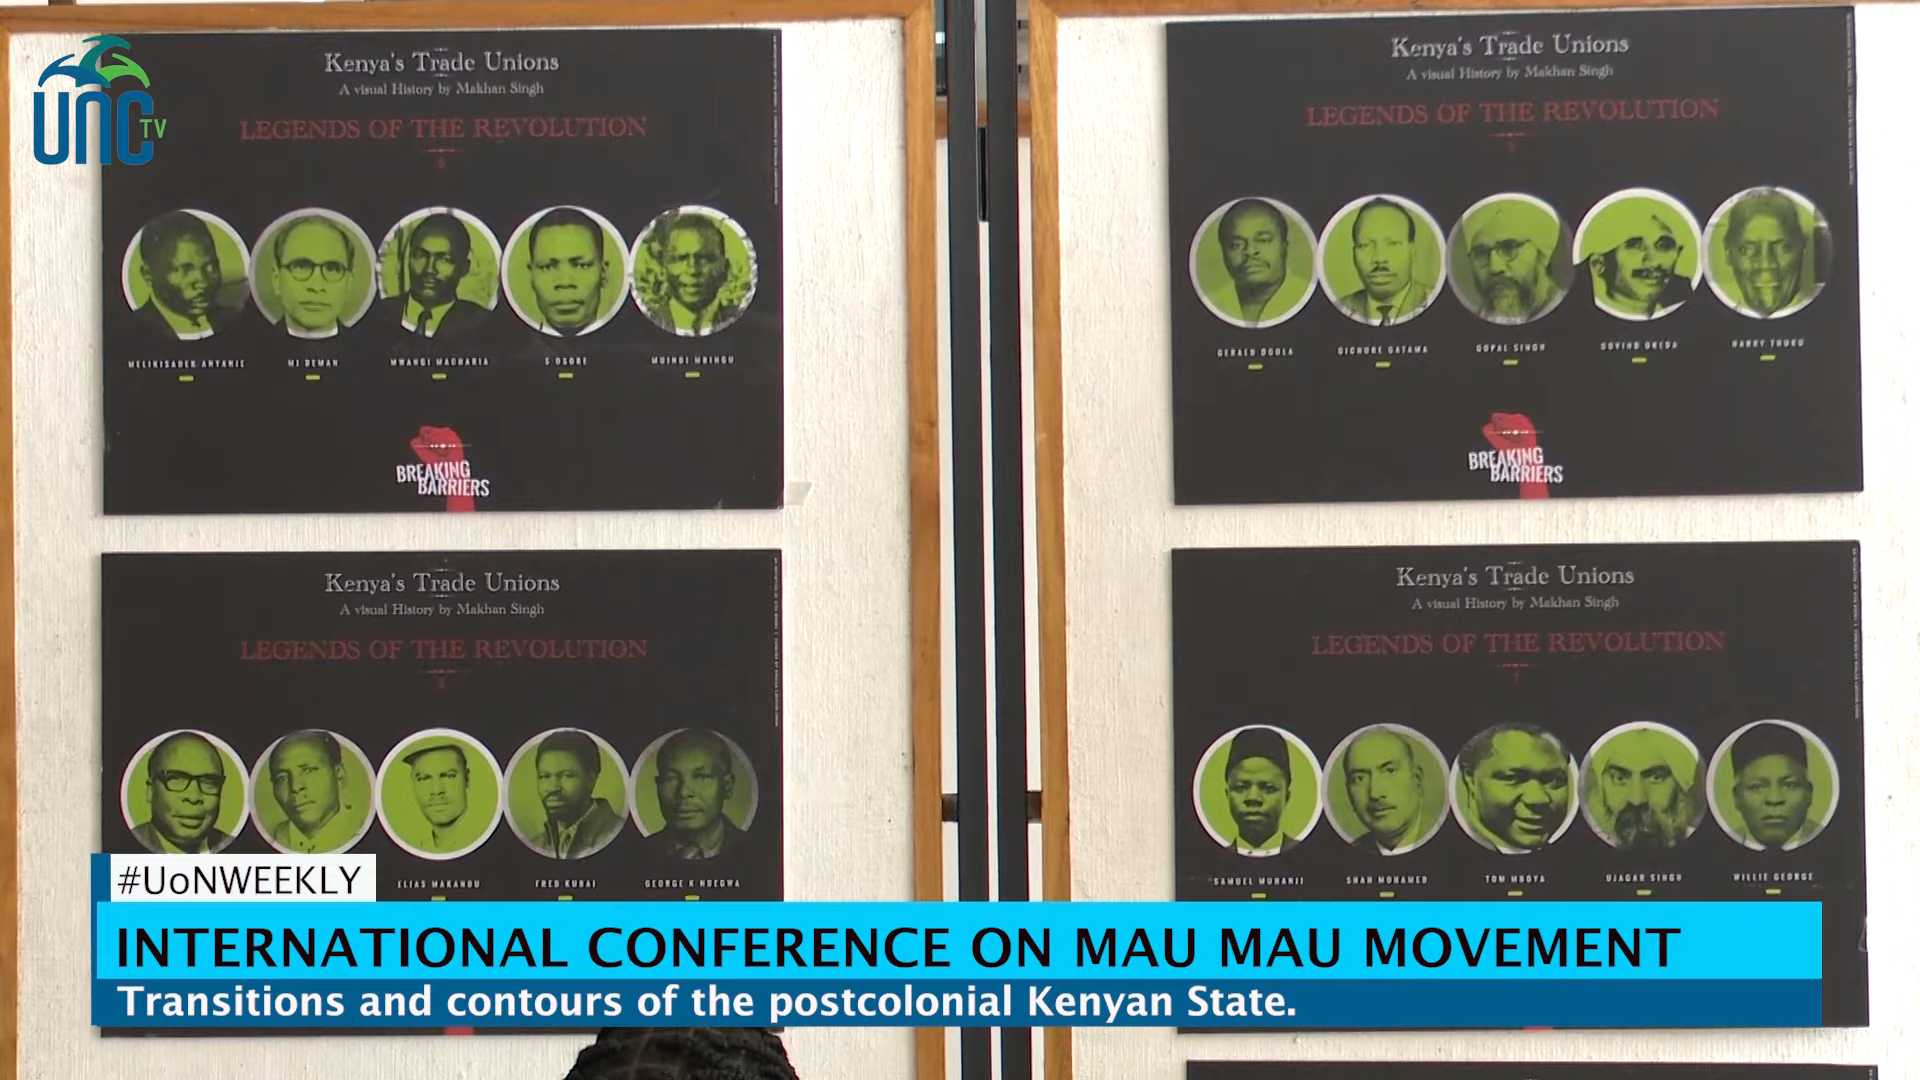 UNC TV
Kenya's Trade Unions
A visual History by Makhan Singh
LEGENDS OF THE REVOLUTION
MELIKISADEK ANYANJE
MJ DEMAN
MWANGI MACHARIA
S OSORE
MUINDI MBINGU
BREAKING
BARRIERS
Kenya's Trade Unions
A visual History by Makhan Singh
LEGENDS OF THE REVOLUTION
GERALD OGOLA
GICHURE GATAMA
GOPAL SINGH
GOVIND OKEDA
HARRY THUKU
BREAKING
BARRIERS
Kenya's Trade Unions
A visual History by Makhan Singh
LEGENDS OF THE REVOLUTION
ELIAS MAKANDU
FRED KUBAI
GEORGE K NDEGWA
Kenya's Trade Unions
A visual History by Makhan Singh
LEGENDS OF THE REVOLUTION
SAMUEL MUHANJI
SHAH MOHAMED
TOM MBOYA
UJAGAR SINGH
WILLIE GEORGE
#UoNWEEKLY
INTERNATIONAL CONFERENCE ON MAU MAU MOVEMENT
Transitions and contours of the postcolonial Kenyan State.